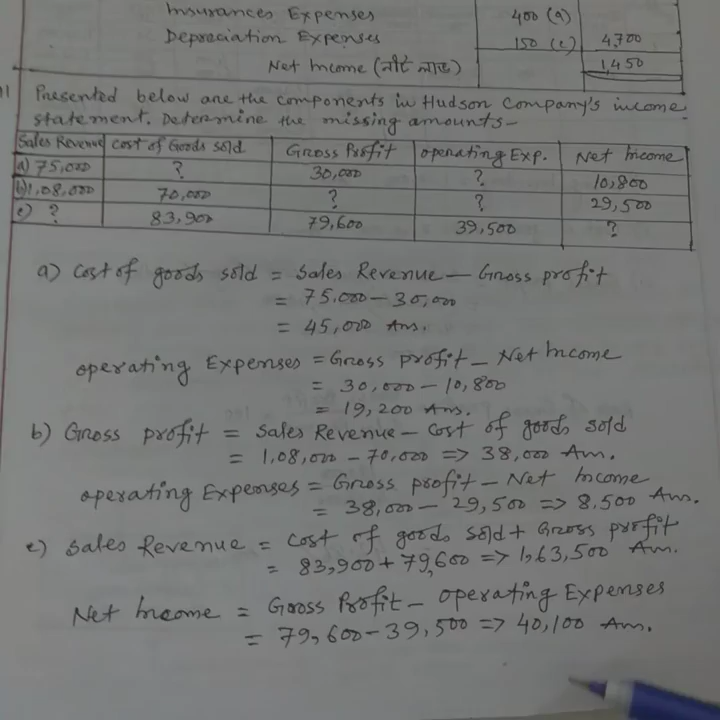 Insurances Expenses 400 (a)
Depreciation Expenses 150 (c) 4,700
Net Income (नीट लाभ) 1,450
Presented below are the components in Hudson Company's income
statement. Determine the missing amounts-
Sales Revenue Cost of Goods sold Gross Profit operating Exp. Net Income
a) 75,000 ? 30,000 ? 10,800
b) 1,08,000 70,000 ? ? 29,500
c) ? 83,900 79,600 39,500 ?
a) Cost of goods sold = Sales Revenue - Gross profit
= 75,000 - 30,000
= 45,000 Ans.
operating Expenses = Gross profit - Net Income
= 30,000 - 10,800
= 19,200 Ans.
b) Gross profit = Sales Revenue - Cost of goods sold
= 1,08,000 - 70,000 => 38,000 Ans.
operating Expenses = Gross profit - Net Income
= 38,000 - 29,500 => 8,500 Ans.
c) Sales Revenue = Cost of goods sold + Gross profit
= 83,900 + 79,600 => 1,63,500 Ans.
Net Income = Gross Profit - operating Expenses
= 79,600 - 39,500 => 40,100 Ans.